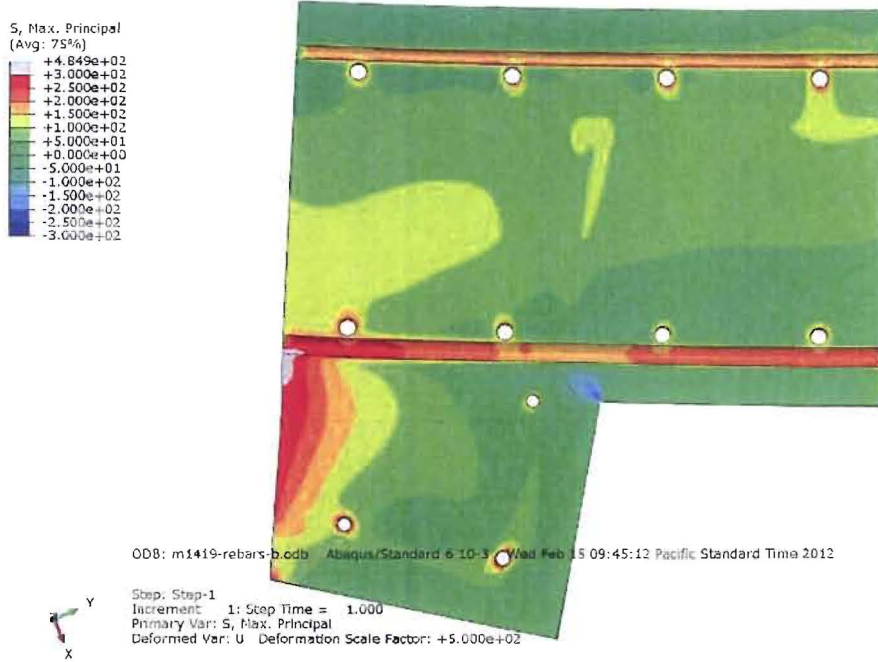 S, Max. Principal
(Avg: 75%)
+4.849e+02
+3.000e+02
+2.500e+02
+2.000e+02
+1.500e+02
+1.000e+02
+5.000e+01
+0.000e+00
-5.000e+01
-1.000e+02
-1.500e+02
-2.000e+02
-2.500e+02
-3.000e+02
ODB: m1419-rebars-b.odb Abaqus/Standard 6.10-3 Wed Feb 15 09:45:12 Pacific Standard Time 2012
Y
X
Step: Step-1
Increment 1: Step Time = 1.000
Primary Var: S, Max. Principal
Deformed Var: U Deformation Scale Factor: +5.000e+02